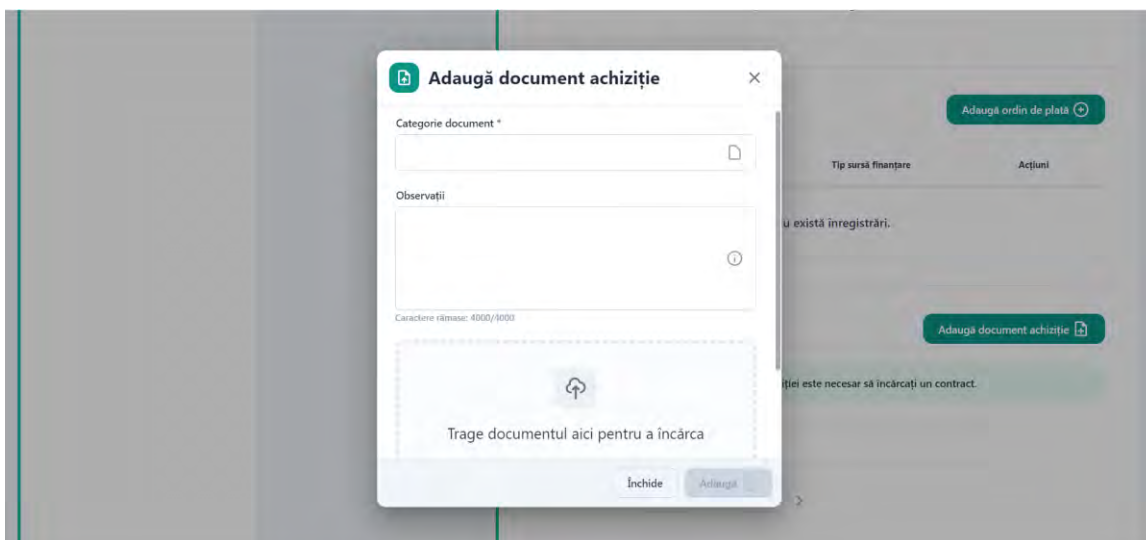 Adaugă document achiziție
Adaugă ordin de plată
Categorie document *
Tip sursă finanțare
Acțiuni
Observații
u există înregistrări.
Caractere rămase: 4000/4000
Adaugă document achiziție
ției este necesar să încărcați un contract.
Trage documentul aici pentru a încărca
Închide
Adaugă